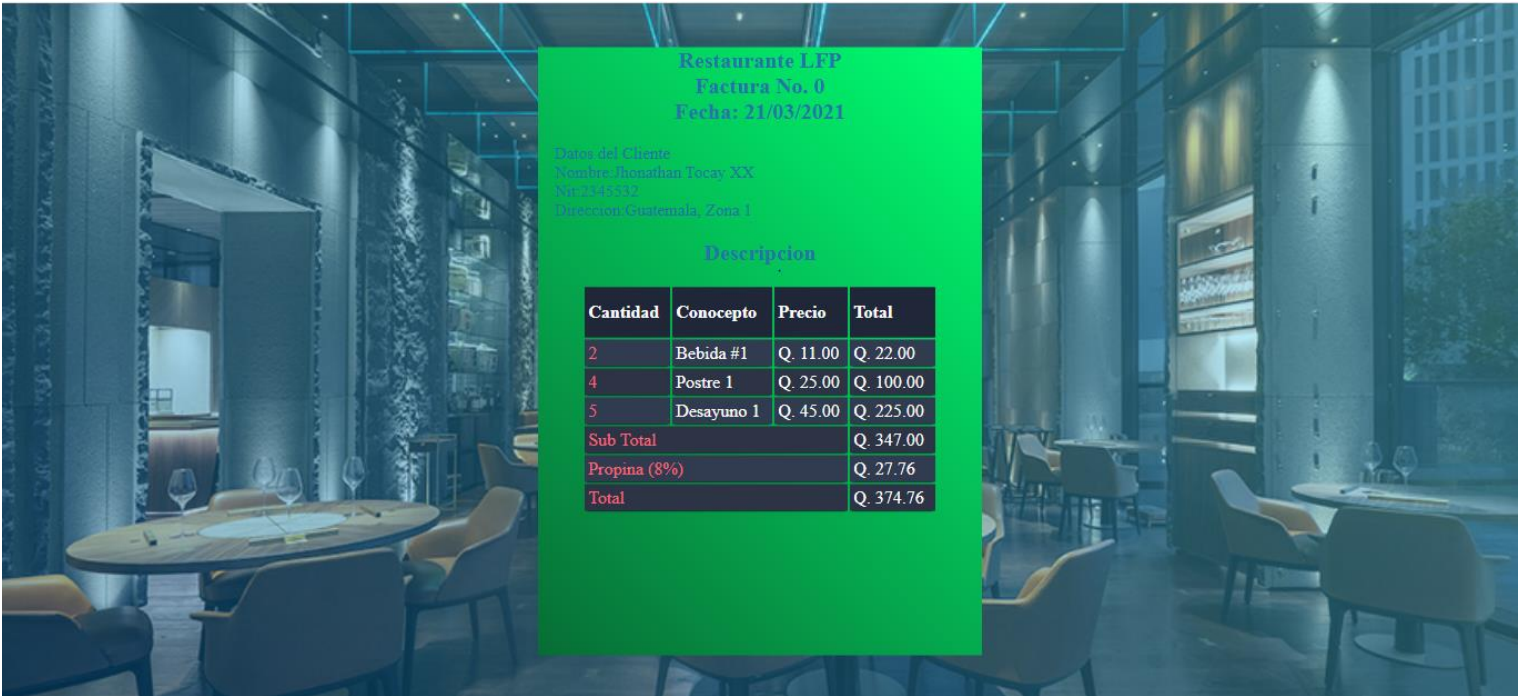 Restaurante LFP
Factura No. 0
Fecha: 21/03/2021
Datos del Cliente
Nombre:Jhonathan Tocay XX
Nit:2345532
Direccion:Guatemala, Zona 1
Descripcion
.
Cantidad Conocepto Precio Total
2 Bebida #1 Q. 11.00 Q. 22.00
4 Postre 1 Q. 25.00 Q. 100.00
5 Desayuno 1 Q. 45.00 Q. 225.00
Sub Total Q. 347.00
Propina (8%) Q. 27.76
Total Q. 374.76